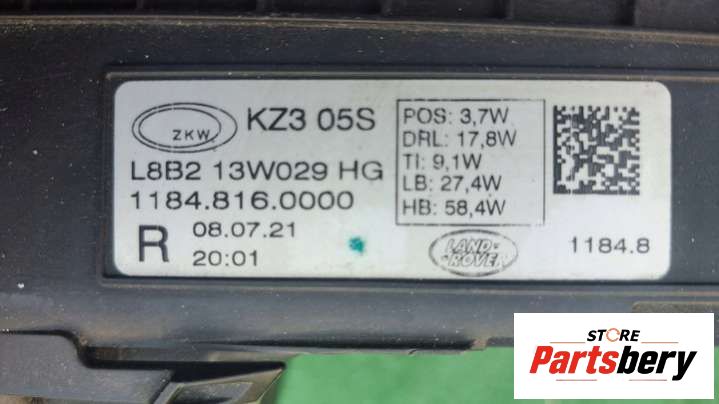 ZKW
KZ3 05S
L8B2 13W029 HG
1184.816.0000
R
08.07.21
20:01
POS: 3,7W
DRL: 17,8W
TI: 9,1W
LB: 27,4W
HB: 58,4W
LAND-
ROVER
1184.8
STORE
Partsbery